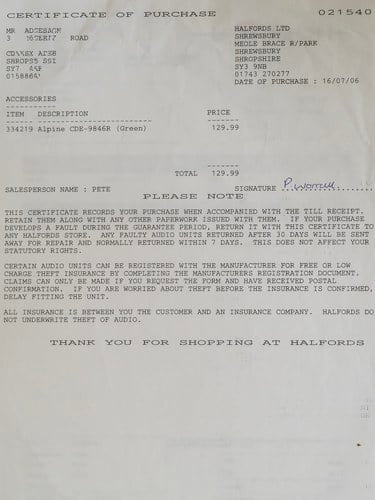 CERTIFICATE OF PURCHASE 021540
MR
3 ROAD
SY7
HALFORDS LTD
SHREWSBURY
MEOLE BRACE R/PARK
SHREWSBURY
SHROPSHIRE
SY3 9NB
01743 270277
DATE OF PURCHASE : 16/07/06
ACCESSORIES
ITEM DESCRIPTION PRICE
334219 Alpine CDE-9846R (Green) 129.99
TOTAL 129.99
SALESPERSON NAME : PETE SIGNATURE
PLEASE NOTE
THIS CERTIFICATE RECORDS YOUR PURCHASE WHEN ACCOMPANIED WITH THE TILL RECEIPT.
RETAIN THEM ALONG WITH ANY OTHER PAPERWORK ISSUED WITH THEM. IF YOUR PURCHASE
DEVELOPS A FAULT DURING THE GUARANTEE PERIOD, RETURN IT WITH THIS CERTIFICATE TO
ANY HALFORDS STORE. ANY FAULTY AUDIO UNITS RETURNED AFTER 30 DAYS WILL BE SENT
AWAY FOR REPAIR AND NORMALLY RETURNED WITHIN 7 DAYS. THIS DOES NOT AFFECT YOUR
STATUTORY RIGHTS.
CERTAIN AUDIO UNITS CAN BE REGISTERED WITH THE MANUFACTURER FOR FREE OR LOW
CHARGE THEFT INSURANCE BY COMPLETING THE MANUFACTURERS REGISTRATION DOCUMENT.
CLAIMS CAN ONLY BE MADE IF YOU REQUEST THE FORM AND HAVE RECEIVED POSTAL
CONFIRMATION. IF YOU ARE WORRIED ABOUT THEFT BEFORE THE INSURANCE IS CONFIRMED,
DELAY FITTING THE UNIT.
ALL INSURANCE IS BETWEEN YOU THE CUSTOMER AND AN INSURANCE COMPANY. HALFORDS DO
NOT UNDERWRITE THEFT OF AUDIO.
THANK YOU FOR SHOPPING AT HALFORDS